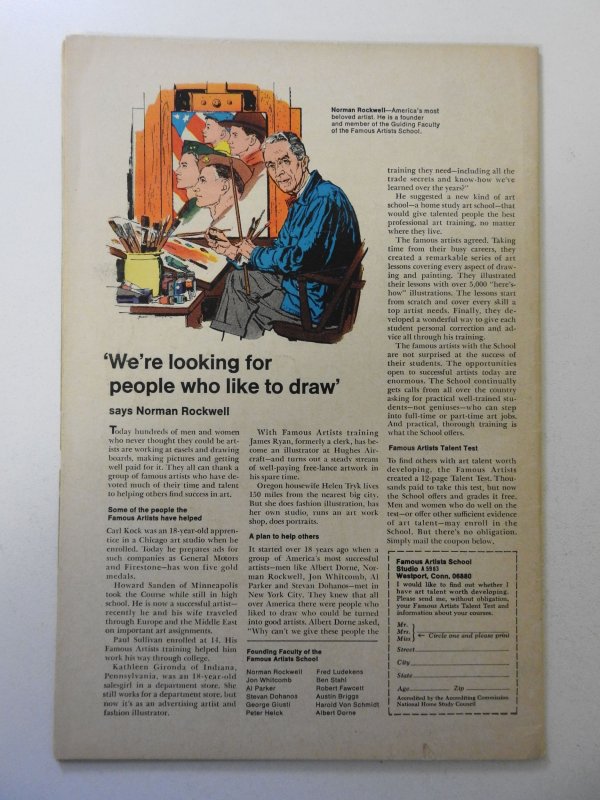 Norman Rockwell—America's most
beloved artist. He is a founder
and member of the Guiding Faculty
of the Famous Artists School.
'We're looking for
people who like to draw'
says Norman Rockwell
Today hundreds of men and women
who never thought they could be art-
ists are working at easels and drawing
boards, making pictures and getting
well paid for it. They all can thank a
group of famous artists who have de-
voted much of their time and talent
to helping others find success in art.
Some of the people the
Famous Artists have helped
Carl Kock was an 18-year-old appren-
tice in a Chicago art studio when he
enrolled. Today he prepares ads for
such companies as General Motors
and Firestone—has won five gold
medals.
Howard Sanden of Minneapolis
took the Course while still in high
school. He is now a successful artist—
recently he and his wife traveled
through Europe and the Middle East
on important art assignments.
Paul Sullivan enrolled at 14. His
Famous Artists training helped him
work his way through college.
Kathleen Gironda of Indiana,
Pennsylvania, was an 18-year-old
salesgirl in a department store. She
still works for a department store, but
now it's as an advertising artist and
fashion illustrator.
With Famous Artists training
James Ryan, formerly a clerk, has be-
come an illustrator at Hughes Air-
craft—and turns out a steady stream
of well-paying free-lance artwork in
his spare time.
Oregon housewife Helen Tryk lives
150 miles from the nearest big city.
But she does fashion illustration, has
her own studio, runs an art work
shop, does portraits.
A plan to help others
It started over 18 years ago when a
group of America's most successful
artists—men like Albert Dorne, Nor-
man Rockwell, Jon Whitcomb, Al
Parker and Stevan Dohanos—met in
New York City. They knew that all
over America there were people who
liked to draw who could be turned
into good artists. Albert Dorne asked,
"Why can't we give these people the
Founding Faculty of the
Famous Artists School
Norman Rockwell
Jon Whitcomb
Al Parker
Stevan Dohanos
George Giusti
Peter Helck
Fred Ludekens
Ben Stahl
Robert Fawcett
Austin Briggs
Harold Von Schmidt
Albert Dorne
training they need—including all the
trade secrets and know-how we've
learned over the years?"
He suggested a new kind of art
school—a home study art school—that
would give talented people the best
professional art training, no matter
where they live.
The famous artists agreed. Taking
time from their busy careers, they
created a remarkable series of art
lessons covering every aspect of draw-
ing and painting. They illustrated
their lessons with over 5,000 "here's-
how" illustrations. The lessons start
from scratch and cover every skill a
top artist needs. Finally, they de-
veloped a wonderful way to give each
student personal correction and ad-
vice all through his training.
The famous artists with the School
are not surprised at the success of
their students. The opportunities
open to successful artists today are
enormous. The School continually
gets calls from all over the country
asking for practical well-trained stu-
dents—not geniuses—who can step
into full-time or part-time art jobs.
And practical, thorough training is
what the School offers.
Famous Artists Talent Test
To find others with art talent worth
developing, the Famous Artists
created a 12-page Talent Test. Thou-
sands paid to take this test, but now
the School offers and grades it free.
Men and women who do well on the
test—or offer other sufficient evidence
of art talent—may enroll in the
School. But there's no obligation.
Simply mail the coupon below.
Famous Artists School
Studio A 5983
Westport, Conn. 06880
I would like to find out whether I
have art talent worth developing.
Please send me, without obligation,
your Famous Artists Talent Test and
information about your courses.
Mr.
Mrs.
Miss
Circle one and please print
Street
City
State
Age Zip
Accredited by the Accrediting Commission
National Home Study Council